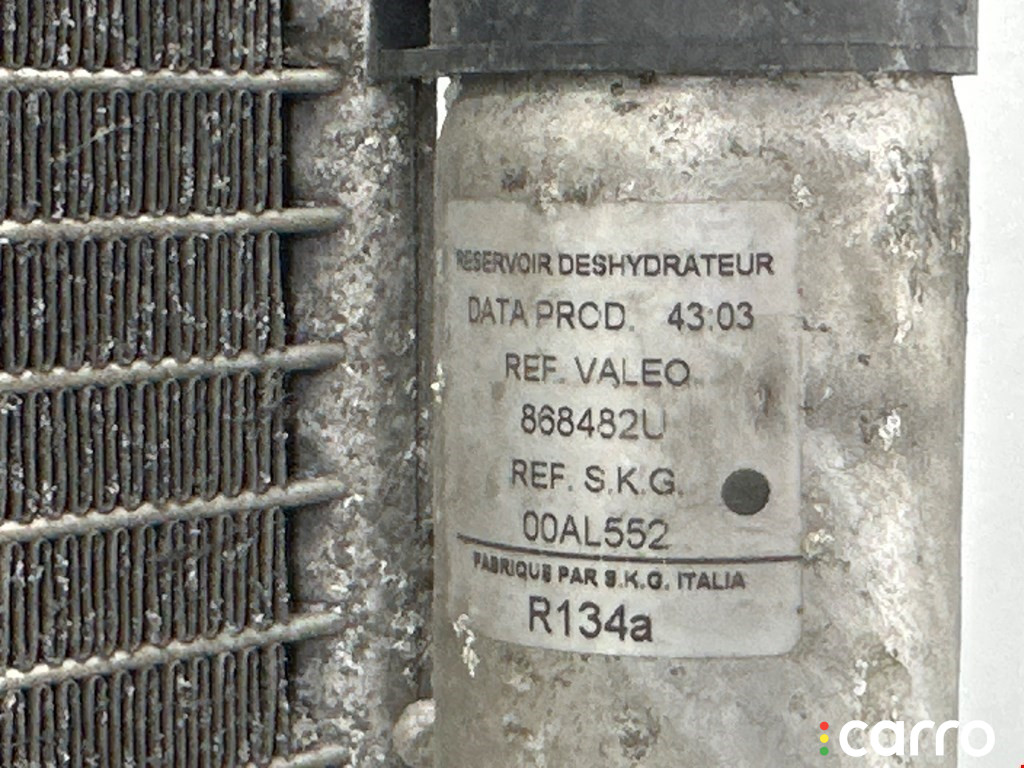 RESERVOIR DESHYDRATEUR
DATA PROD. 43:03
REF. VALEO
868482U
REF. S.K.G.
00AL552
FABRIQUE PAR S.K.G. ITALIA
R134a
carro